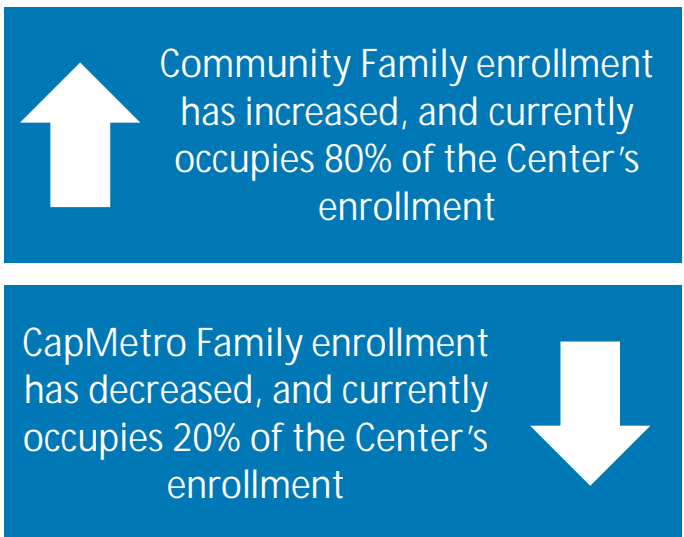 Community Family enrollment
has increased, and currently
occupies 80% of the Center’s
enrollment
CapMetro Family enrollment
has decreased, and currently
occupies 20% of the Center’s
enrollment